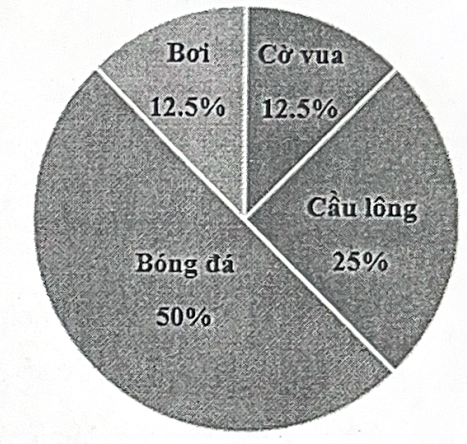 Bơi
12.5%
Cờ vua
12.5%
Cầu lông
25%
Bóng đá
50%